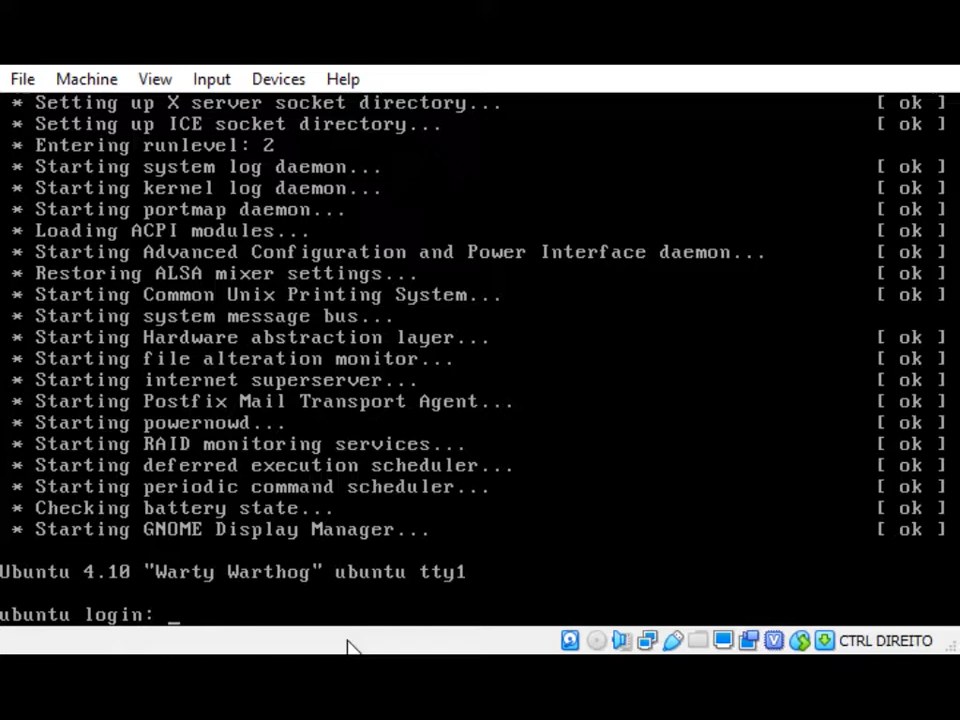 File Machine View Input Devices Help
* Setting up X server socket directory... [ ok ]
* Setting up ICE socket directory... [ ok ]
* Entering runlevel: 2
* Starting system log daemon... [ ok ]
* Starting kernel log daemon... [ ok ]
* Starting portmap daemon... [ ok ]
* Loading ACPI modules... [ ok ]
* Starting Advanced Configuration and Power Interface daemon... [ ok ]
* Restoring ALSA mixer settings... [ ok ]
* Starting Common Unix Printing System... [ ok ]
* Starting system message bus...
* Starting Hardware abstraction layer... [ ok ]
* Starting file alteration monitor... [ ok ]
* Starting internet superserver... [ ok ]
* Starting Postfix Mail Transport Agent... [ ok ]
* Starting powernowd... [ ok ]
* Starting RAID monitoring services... [ ok ]
* Starting deferred execution scheduler... [ ok ]
* Starting periodic command scheduler... [ ok ]
* Checking battery state... [ ok ]
* Starting GNOME Display Manager... [ ok ]
Ubuntu 4.10 "Warty Warthog" ubuntu tty1
ubuntu login: _
CTRL DIREITO